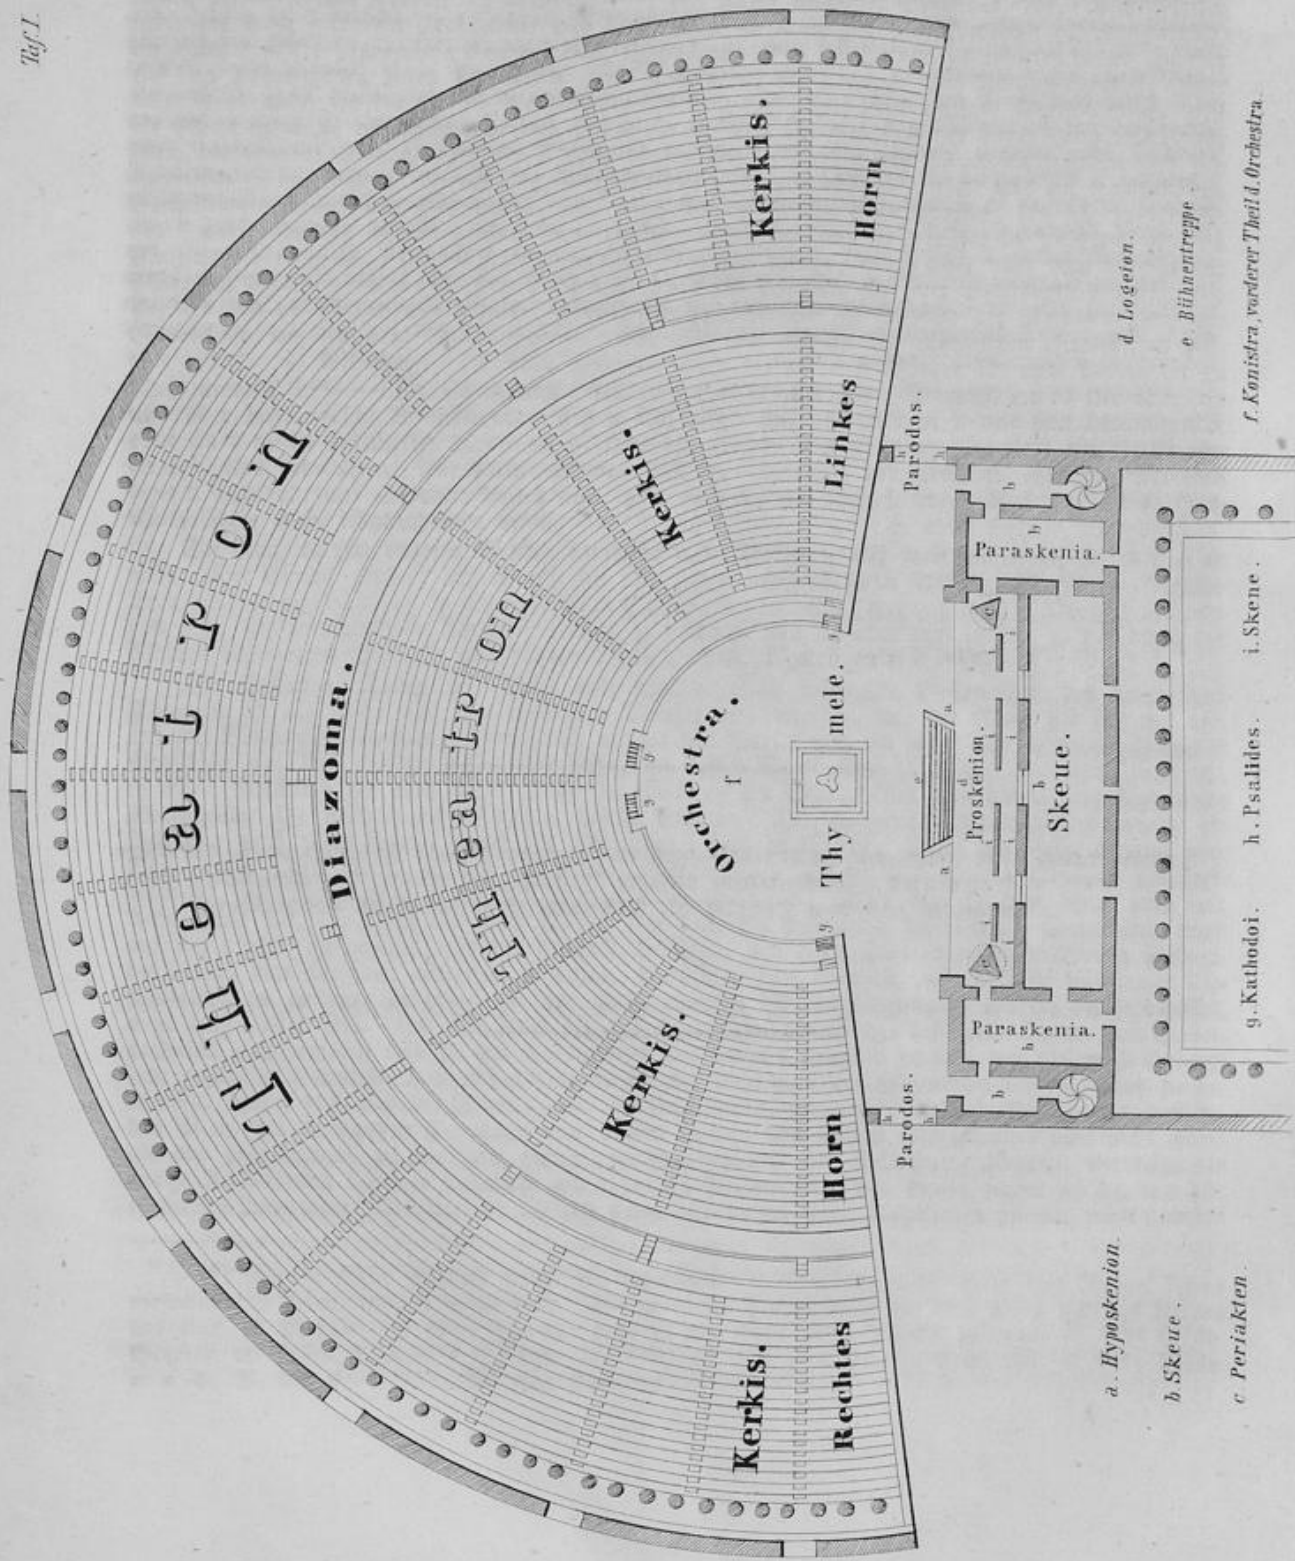 Taf. I.
Theatron.
Diazoma.
Theatron
Kerkis.
Kerkis.
Kerkis.
Kerkis.
Rechtes Horn
Linkes Horn
Orchestra.
f
Thymele.
g
g
g
g
Parodos.
Parodos.
h
h
h
h
a
e
a
d
Proskenion.
c
c
i
i
i
i
i
i
i
i
b
Skeue.
Paraskenia.
b
b
Paraskenia.
b
b
a. Hyposkenion.
b Skeue.
c Periakten.
d. Logeion.
e. Bühnentreppe
f. Konistra, vorderer Theil d. Orchestra.
g. Kathodoi.
h. Psalides.
i. Skene.